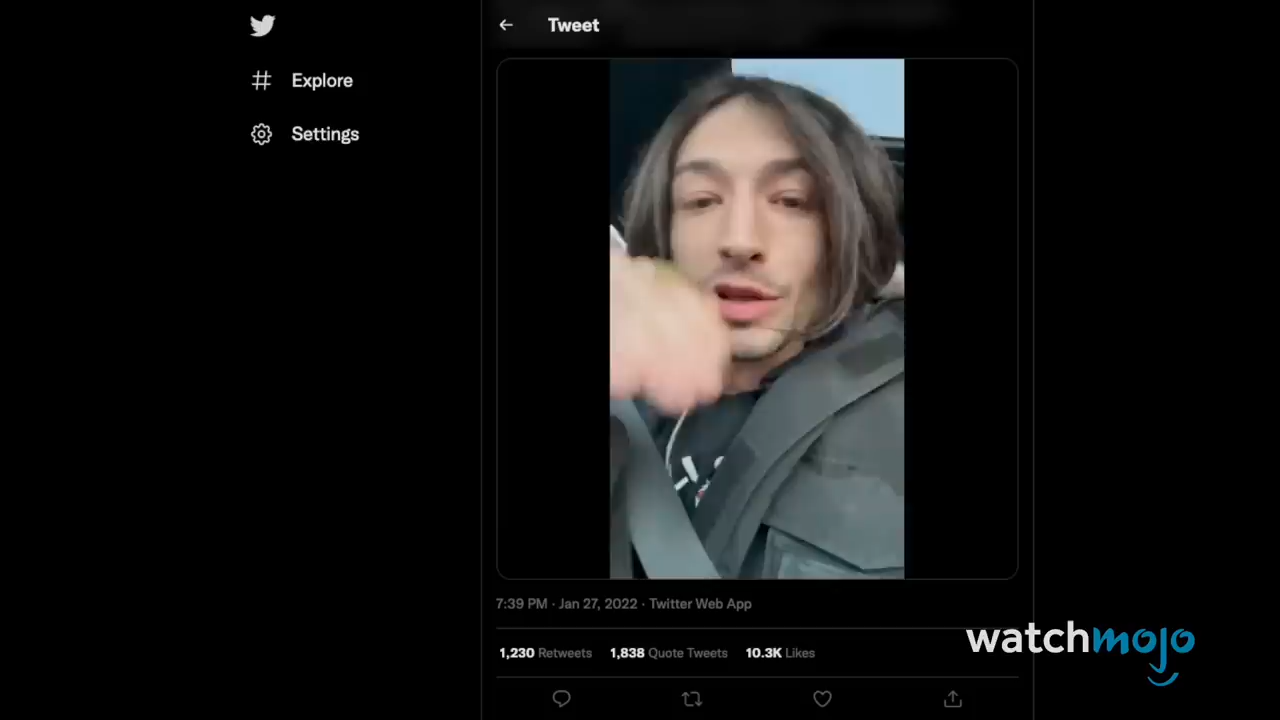 Tweet
Explore
Settings
7:39 PM · Jan 27, 2022 · Twitter Web App
1,230 Retweets 1,838 Quote Tweets 10.3K Likes
watchmojo